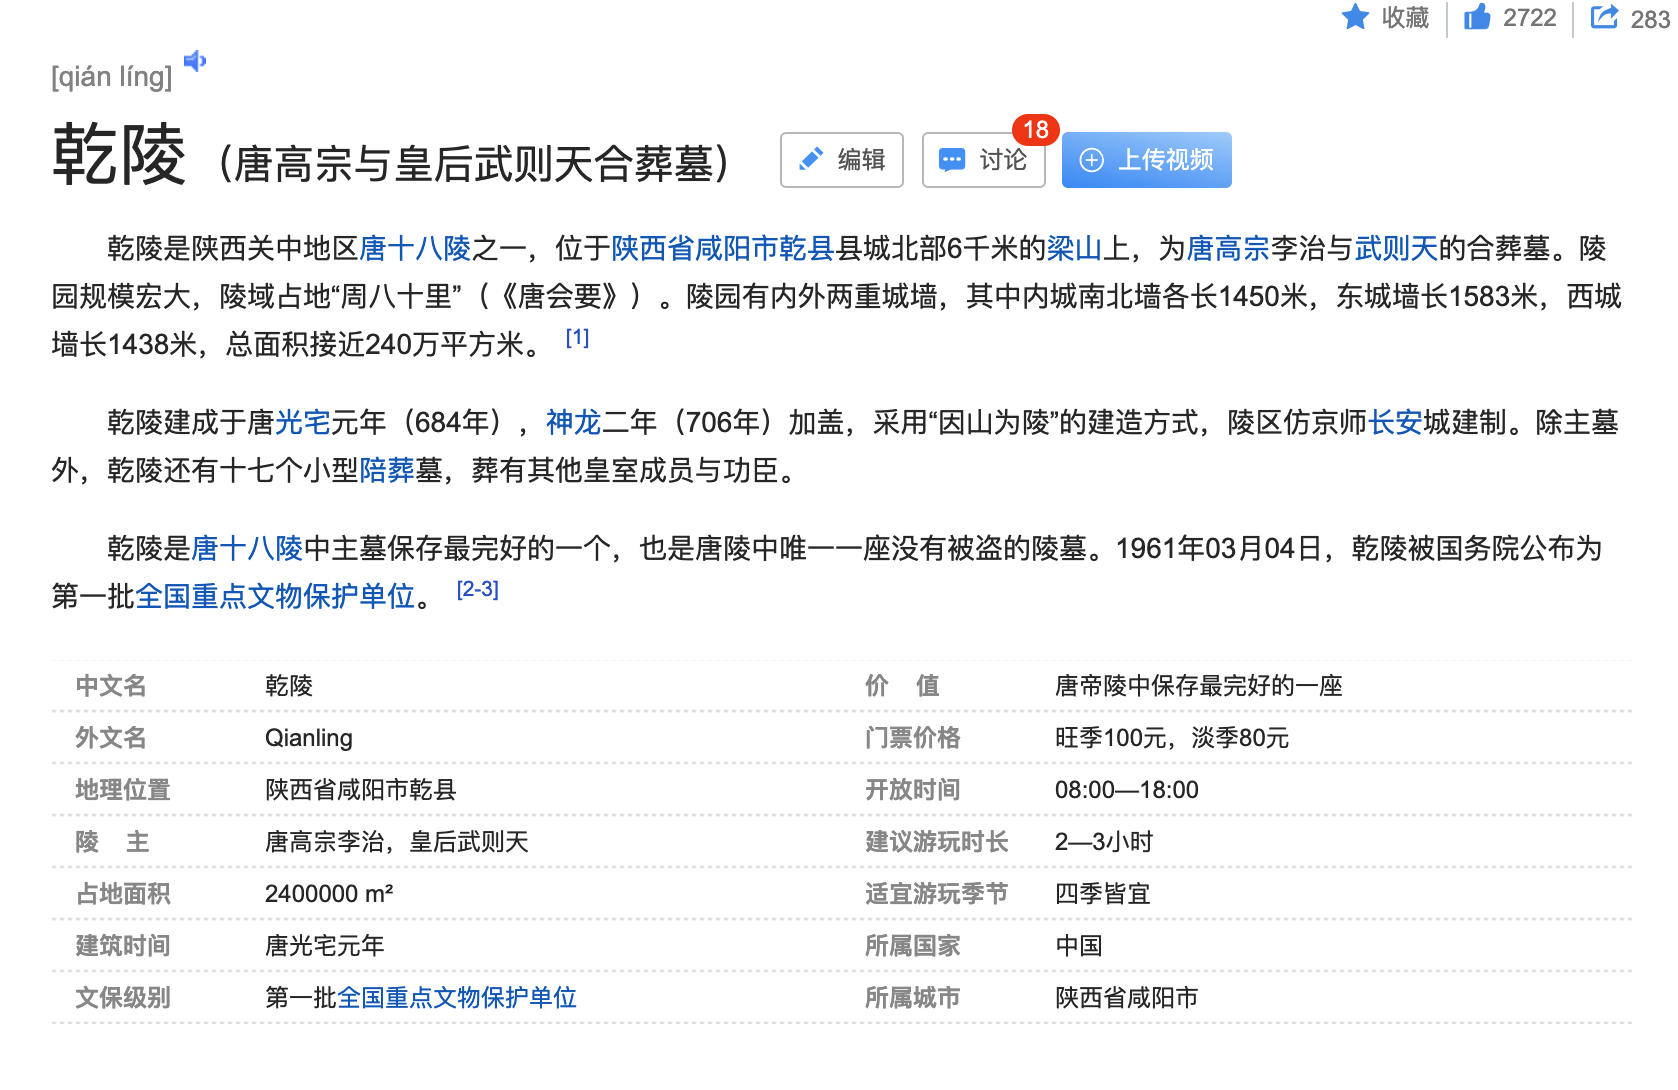 收藏 2722 283
[qián líng]
乾陵（唐高宗与皇后武则天合葬墓） 编辑 讨论 18 上传视频
乾陵是陕西关中地区唐十八陵之一，位于陕西省咸阳市乾县县城北部6千米的梁山上，为唐高宗李治与武则天的合葬墓。陵
园规模宏大，陵域占地“周八十里”（《唐会要》）。陵园有内外两重城墙，其中内城南北墙各长1450米，东城墙长1583米，西城
墙长1438米，总面积接近240万平方米。 [1]
乾陵建成于唐光宅元年（684年），神龙二年（706年）加盖，采用“因山为陵”的建造方式，陵区仿京师长安城建制。除主墓
外，乾陵还有十七个小型陪葬墓，葬有其他皇室成员与功臣。
乾陵是唐十八陵中主墓保存最完好的一个，也是唐陵中唯一一座没有被盗的陵墓。1961年03月04日，乾陵被国务院公布为
第一批全国重点文物保护单位。 [2-3]
中文名 乾陵 价 值 唐帝陵中保存最完好的一座
外文名 Qianling 门票价格 旺季100元，淡季80元
地理位置 陕西省咸阳市乾县 开放时间 08:00—18:00
陵 主 唐高宗李治，皇后武则天 建议游玩时长 2—3小时
占地面积 2400000 m² 适宜游玩季节 四季皆宜
建筑时间 唐光宅元年 所属国家 中国
文保级别 第一批全国重点文物保护单位 所属城市 陕西省咸阳市